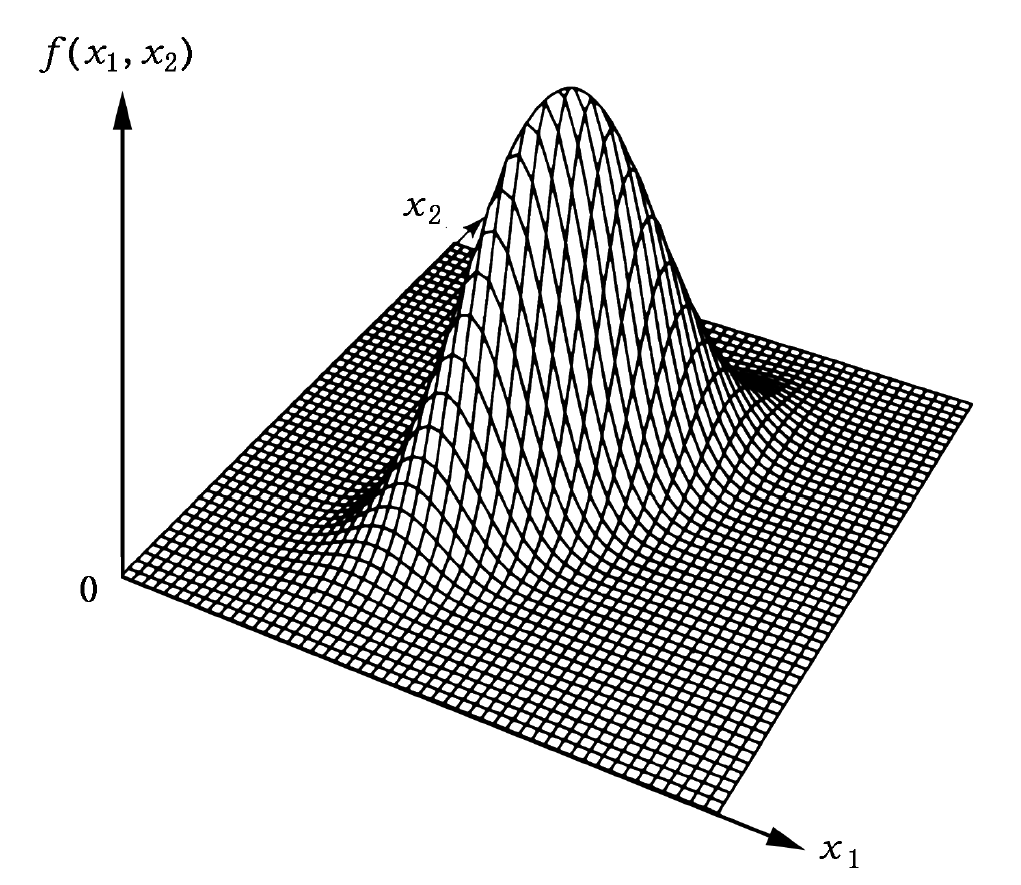 f(x₁, x₂)
x₂
0
x₁